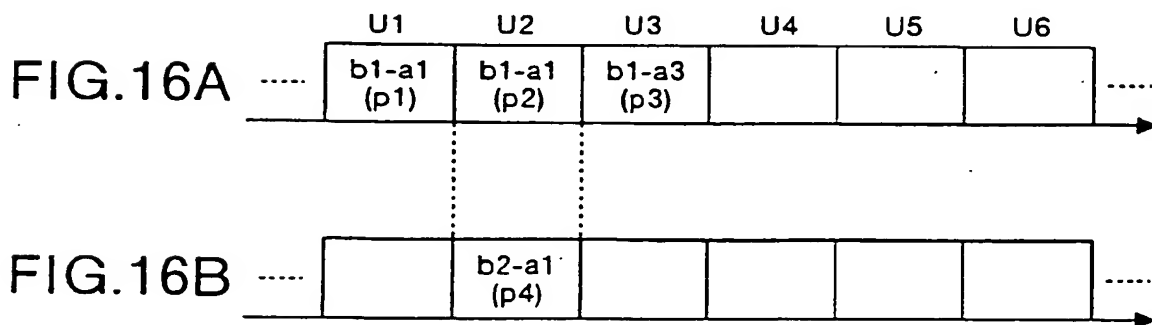 U1 U2 U3 U4 U5 U6
FIG.16A
b1-a1 b1-a1 b1-a3
(p1) (p2) (p3)
FIG.16B
b2-a1
(p4)